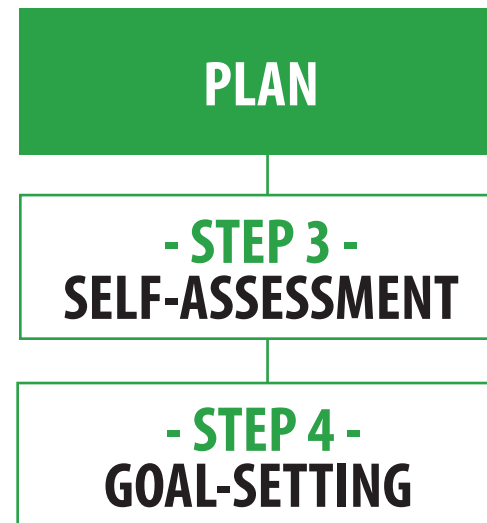 PLAN
- STEP 3 -
SELF-ASSESSMENT
- STEP 4 -
GOAL-SETTING